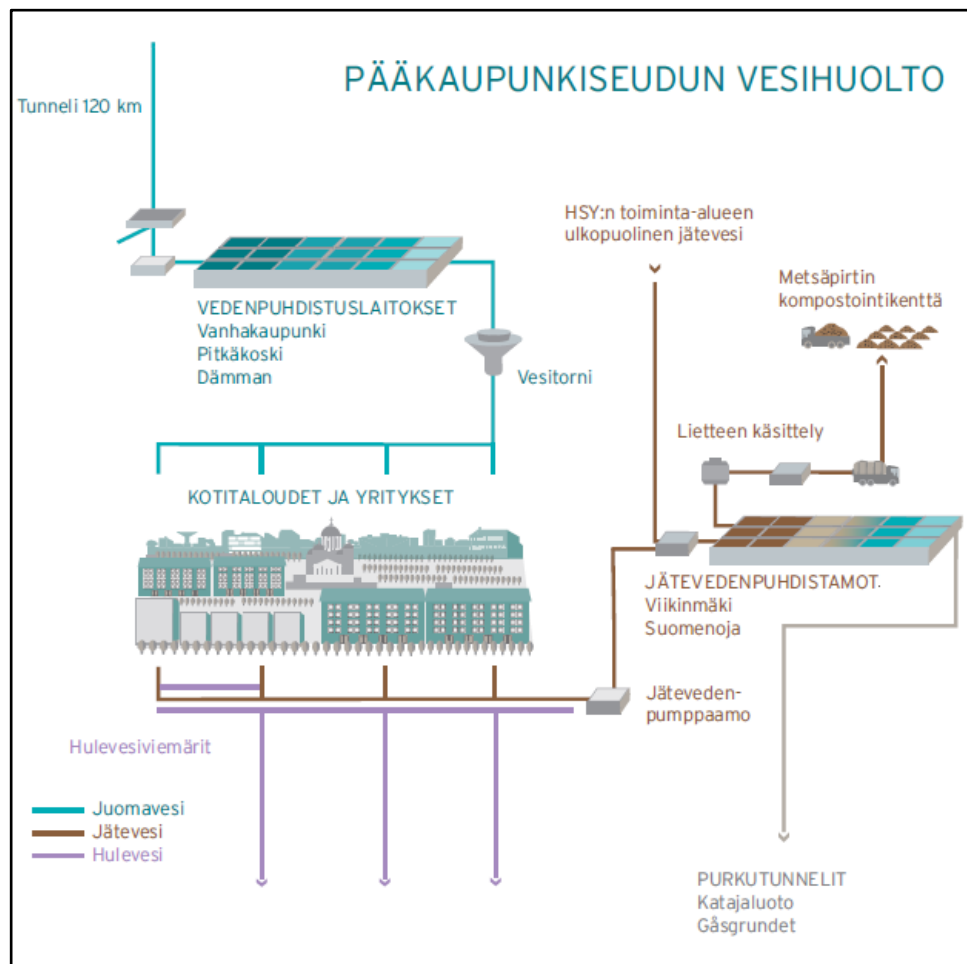 PÄÄKAUPUNKISEUDUN VESIHUOLTO
Tunneli 120 km
HSY:n toiminta-alueen
ulkopuolinen jätevesi
Metsäpirtin
kompostointikenttä
VEDENPUHDISTUSLAITOKSET
Vanhakaupunki
Pitkäkoski
Dämman
Vesitorni
Lietteen käsittely
KOTITALOUDET JA YRITYKSET
JÄTEVEDENPUHDISTAMOT.
Viikinmäki
Suomenoja
Jäteveden-
pumppaamo
Hulevesiviemärit
Juomavesi
Jätevesi
Hulevesi
PURKUTUNNELIT
Katajaluoto
Gåsgrundet